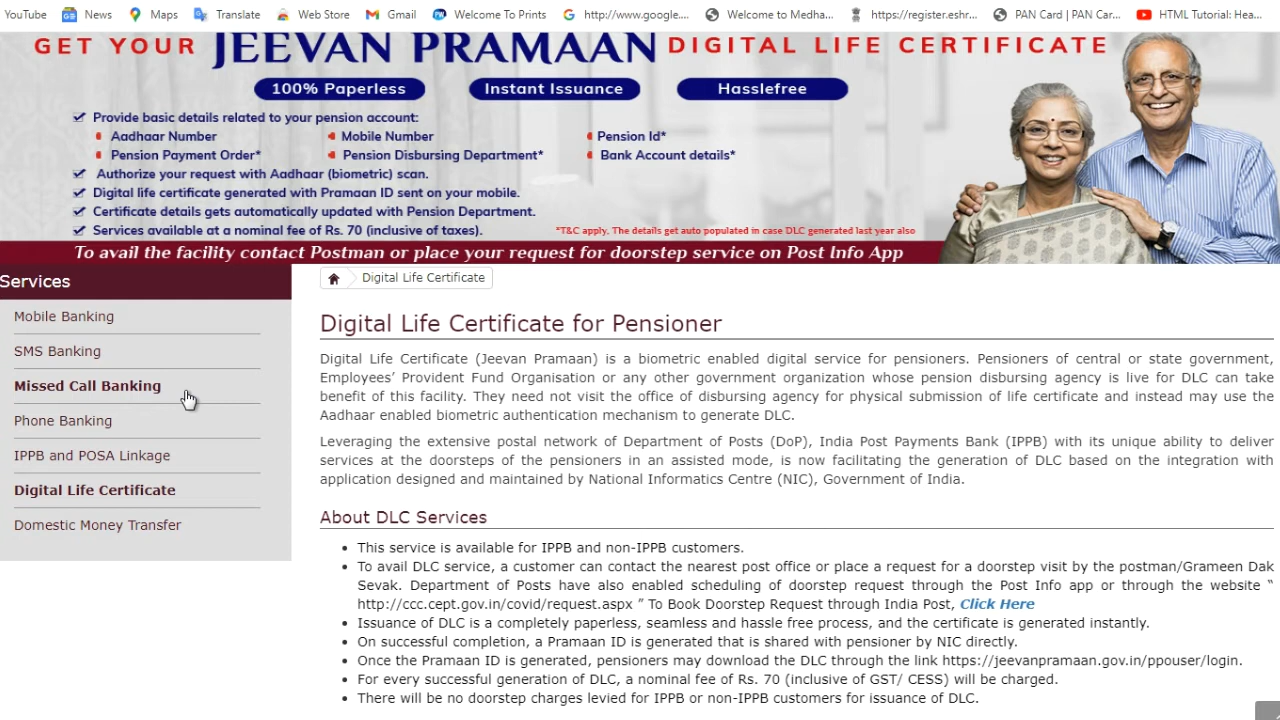 YouTube News Maps Translate Web Store Gmail Welcome To Prints http://www.google.... Welcome to Medha... https://register.eshr... PAN Card | PAN Car... HTML Tutorial: Hea...
GET YOUR JEEVAN PRAMAAN DIGITAL LIFE CERTIFICATE
100% Paperless Instant Issuance Hasslefree
Provide basic details related to your pension account:
Aadhaar Number Mobile Number Pension Id*
Pension Payment Order* Pension Disbursing Department* Bank Account details*
Authorize your request with Aadhaar (biometric) scan.
Digital life certificate generated with Pramaan ID sent on your mobile.
Certificate details gets automatically updated with Pension Department.
Services available at a nominal fee of Rs. 70 (inclusive of taxes). *T&C apply. The details get auto populated in case DLC generated last year also
To avail the facility contact Postman or place your request for doorstep service on Post Info App
Services
Mobile Banking
SMS Banking
Missed Call Banking
Phone Banking
IPPB and POSA Linkage
Digital Life Certificate
Domestic Money Transfer
Digital Life Certificate
Digital Life Certificate for Pensioner
Digital Life Certificate (Jeevan Pramaan) is a biometric enabled digital service for pensioners. Pensioners of central or state government,
Employees’ Provident Fund Organisation or any other government organization whose pension disbursing agency is live for DLC can take
benefit of this facility. They need not visit the office of disbursing agency for physical submission of life certificate and instead may use the
Aadhaar enabled biometric authentication mechanism to generate DLC.
Leveraging the extensive postal network of Department of Posts (DoP), India Post Payments Bank (IPPB) with its unique ability to deliver
services at the doorsteps of the pensioners in an assisted mode, is now facilitating the generation of DLC based on the integration with
application designed and maintained by National Informatics Centre (NIC), Government of India.
About DLC Services
• This service is available for IPPB and non-IPPB customers.
• To avail DLC service, a customer can contact the nearest post office or place a request for a doorstep visit by the postman/Grameen Dak
Sevak. Department of Posts have also enabled scheduling of doorstep request through the Post Info app or through the website “
http://ccc.cept.gov.in/covid/request.aspx ” To Book Doorstep Request through India Post, Click Here
• Issuance of DLC is a completely paperless, seamless and hassle free process, and the certificate is generated instantly.
• On successful completion, a Pramaan ID is generated that is shared with pensioner by NIC directly.
• Once the Pramaan ID is generated, pensioners may download the DLC through the link https://jeevanpramaan.gov.in/ppouser/login.
• For every successful generation of DLC, a nominal fee of Rs. 70 (inclusive of GST/ CESS) will be charged.
• There will be no doorstep charges levied for IPPB or non-IPPB customers for issuance of DLC.